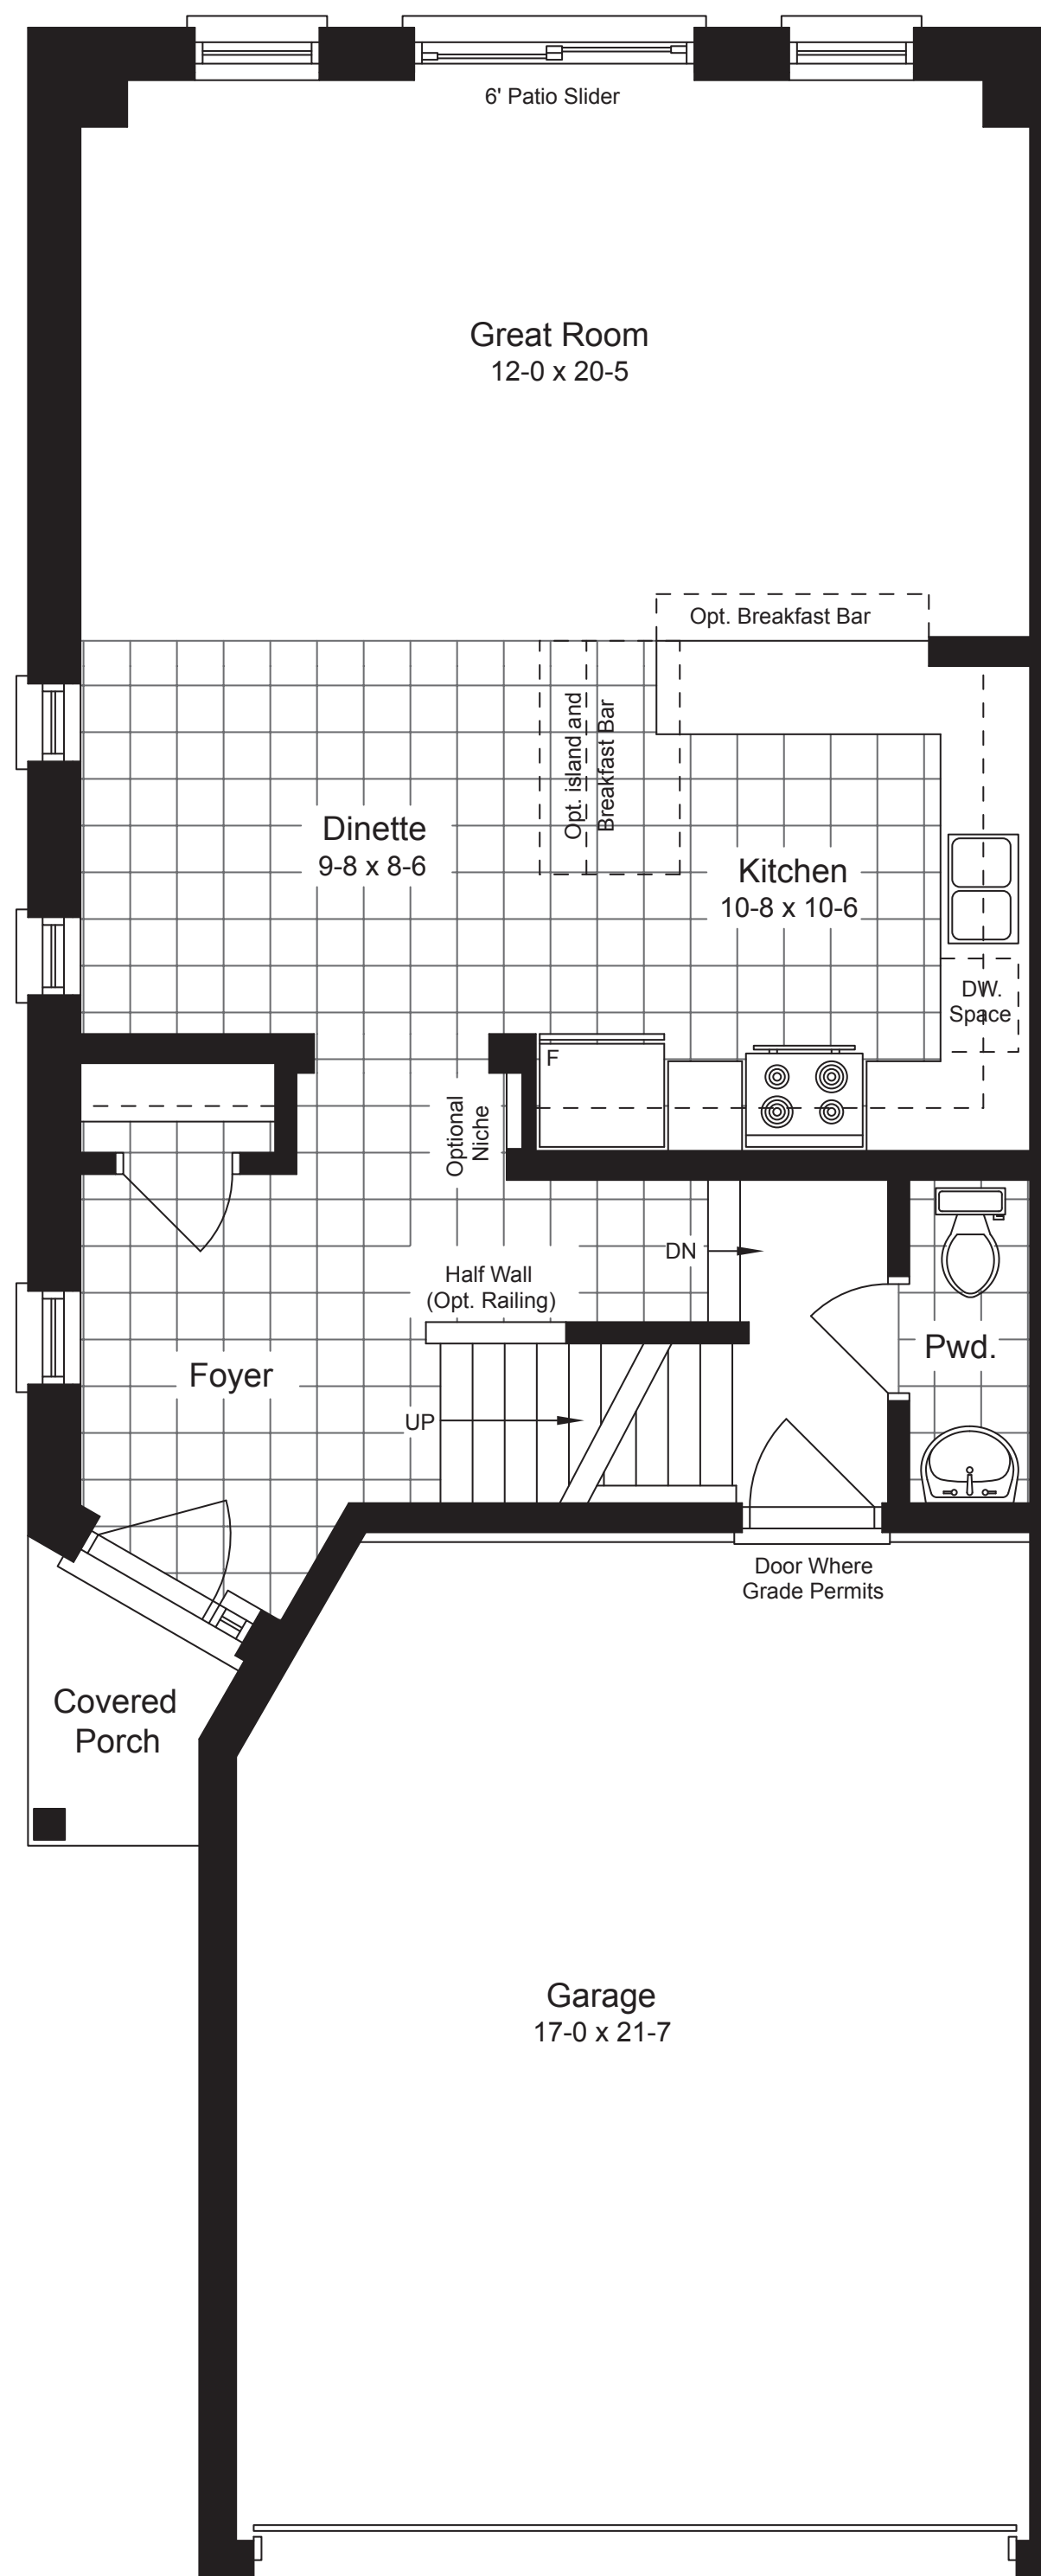 6' Patio Slider
Great Room
12-0 x 20-5
Opt. Breakfast Bar
Opt. island and
Breakfast Bar
Dinette
9-8 x 8-6
Kitchen
10-8 x 10-6
DW.
Space
F
Optional
Niche
DN
Half Wall
(Opt. Railing)
Pwd.
Foyer
UP
Door Where
Grade Permits
Covered
Porch
Garage
17-0 x 21-7